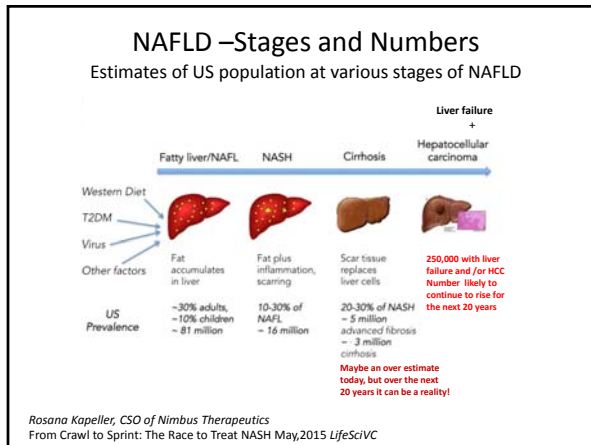 NAFLD –Stages and Numbers
Estimates of US population at various stages of NAFLD
Liver failure
+
Hepatocellular
carcinoma
Fatty liver/NAFL
NASH
Cirrhosis
Western Diet
T2DM
Virus
Other factors
Fat
accumulates
in liver
Fat plus
inflammation,
scarring
Scar tissue
replaces
liver cells
250,000 with liver
failure and /or HCC
Number likely to
continue to rise for
the next 20 years
US
Prevalence
~30% adults,
~10% children
~ 81 million
10-30% of
NAFL
~ 16 million
20-30% of NASH
~ 5 million
advanced fibrosis
~ 3 million
cirrhosis
Maybe an over estimate
today, but over the next
20 years it can be a reality!
Rosana Kapeller, CSO of Nimbus Therapeutics
From Crawl to Sprint: The Race to Treat NASH May,2015 LifeSciVC